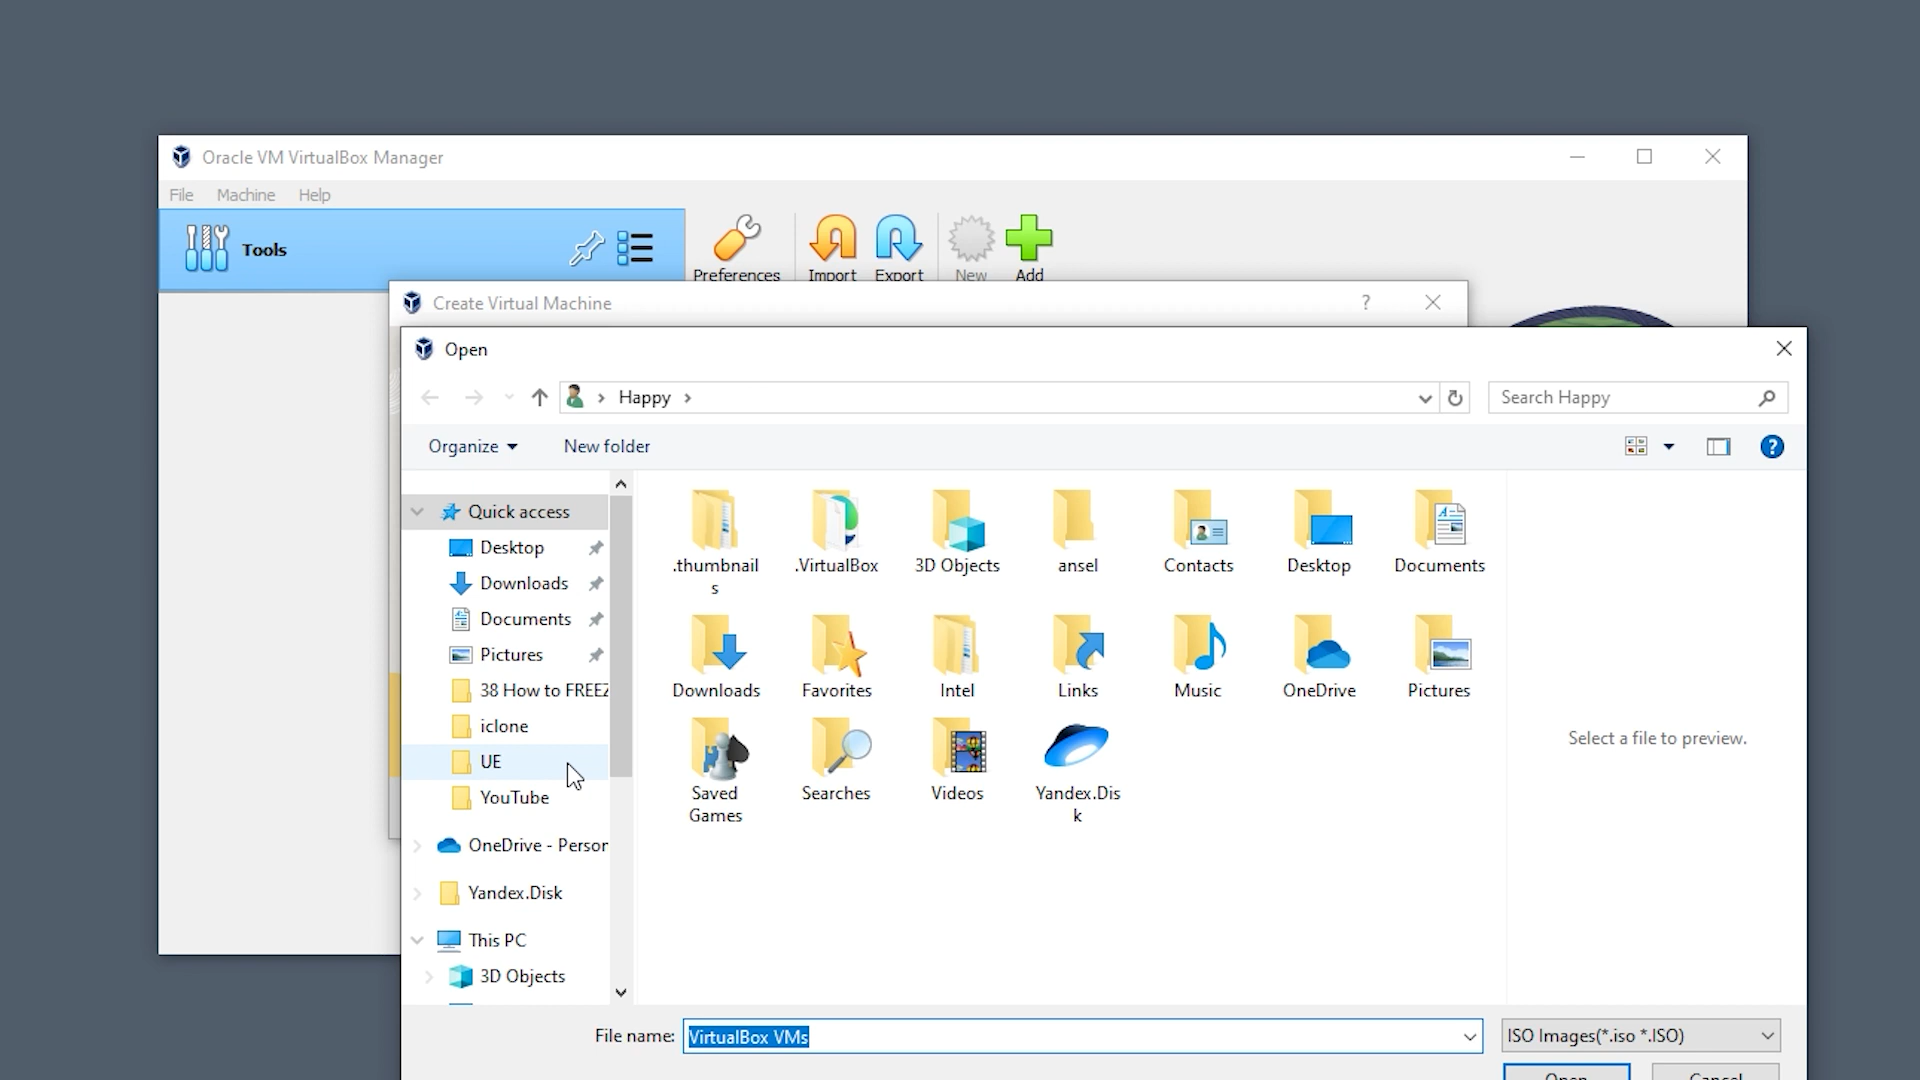 Oracle VM VirtualBox Manager
File Machine Help
Tools
Preferences Import Export New Add
Create Virtual Machine ?
Open
Happy
Search Happy
Organize New folder
?
Quick access
Desktop
Downloads
Documents
Pictures
38 How to FREEZ
iclone
UE
YouTube
OneDrive - Person
Yandex.Disk
This PC
3D Objects
.thumbnail
s
.VirtualBox
3D Objects
ansel
Contacts
Desktop
Documents
Downloads
Favorites
Intel
Links
Music
OneDrive
Pictures
Saved
Games
Searches
Videos
Yandex.Dis
k
Select a file to preview.
File name: VirtualBox VMs
ISO Images(*.iso *.ISO)
Open Cancel